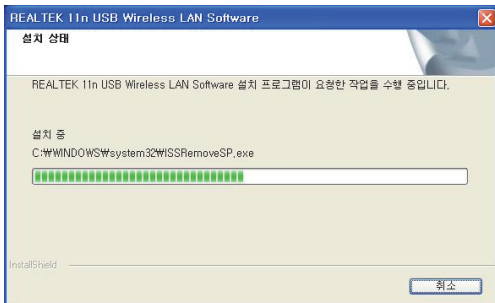 REALTEK 11n USB Wireless LAN Software
설치 상태
REALTEK 11n USB Wireless LAN Software 설치 프로그램이 요청한 작업을 수행 중입니다.
설치 중
C:₩WINDOWS₩system32₩ISSRemoveSP.exe
InstallShield
취소